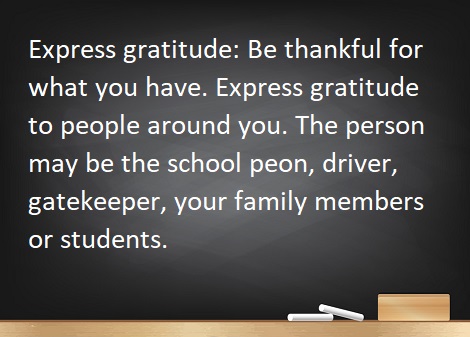 Express gratitude: Be thankful for
what you have. Express gratitude
to people around you. The person
may be the school peon, driver,
gatekeeper, your family members
or students.